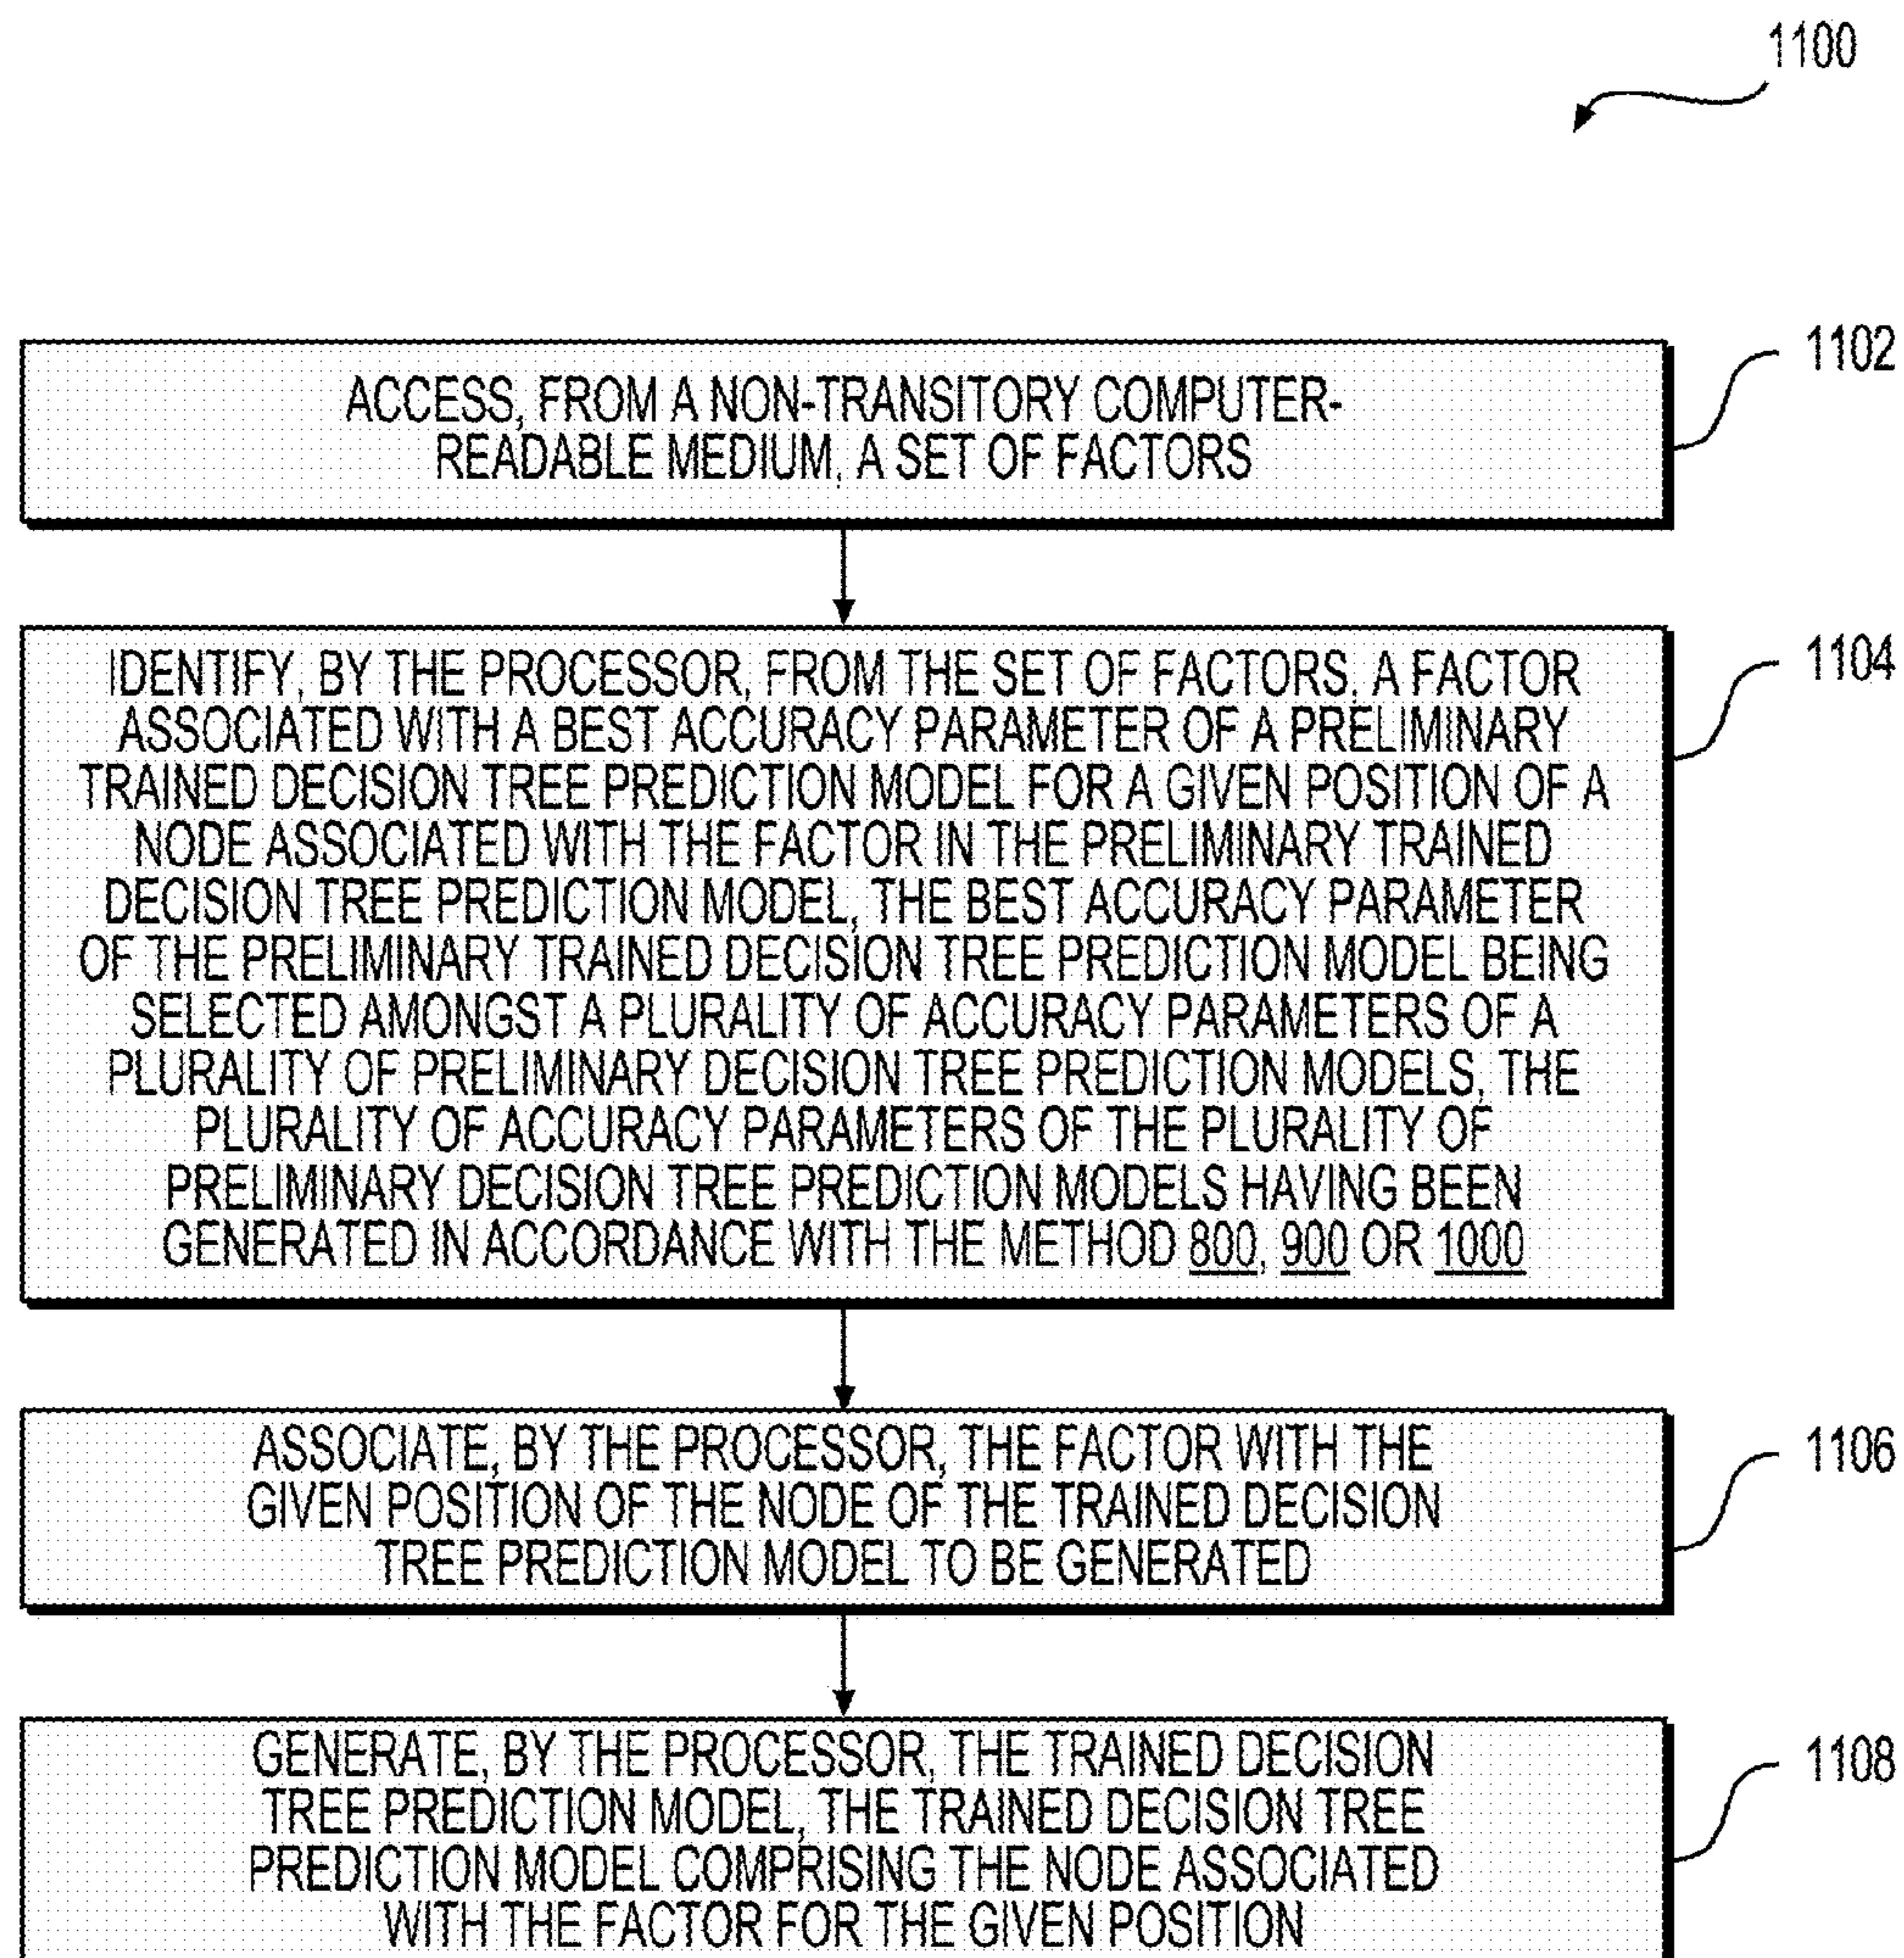 1100
1102
ACCESS, FROM A NON-TRANSITORY COMPUTER-
READABLE MEDIUM, A SET OF FACTORS
1104
IDENTIFY, BY THE PROCESSOR, FROM THE SET OF FACTORS, A FACTOR
ASSOCIATED WITH A BEST ACCURACY PARAMETER OF A PRELIMINARY
TRAINED DECISION TREE PREDICTION MODEL FOR A GIVEN POSITION OF A
NODE ASSOCIATED WITH THE FACTOR IN THE PRELIMINARY TRAINED
DECISION TREE PREDICTION MODEL, THE BEST ACCURACY PARAMETER
OF THE PRELIMINARY TRAINED DECISION TREE PREDICTION MODEL BEING
SELECTED AMONGST A PLURALITY OF ACCURACY PARAMETERS OF A
PLURALITY OF PRELIMINARY DECISION TREE PREDICTION MODELS, THE
PLURALITY OF ACCURACY PARAMETERS OF THE PLURALITY OF
PRELIMINARY DECISION TREE PREDICTION MODELS HAVING BEEN
GENERATED IN ACCORDANCE WITH THE METHOD 800, 900 OR 1000
1106
ASSOCIATE, BY THE PROCESSOR, THE FACTOR WITH THE
GIVEN POSITION OF THE NODE OF THE TRAINED DECISION
TREE PREDICTION MODEL TO BE GENERATED
1108
GENERATE, BY THE PROCESSOR, THE TRAINED DECISION
TREE PREDICTION MODEL, THE TRAINED DECISION TREE
PREDICTION MODEL COMPRISING THE NODE ASSOCIATED
WITH THE FACTOR FOR THE GIVEN POSITION